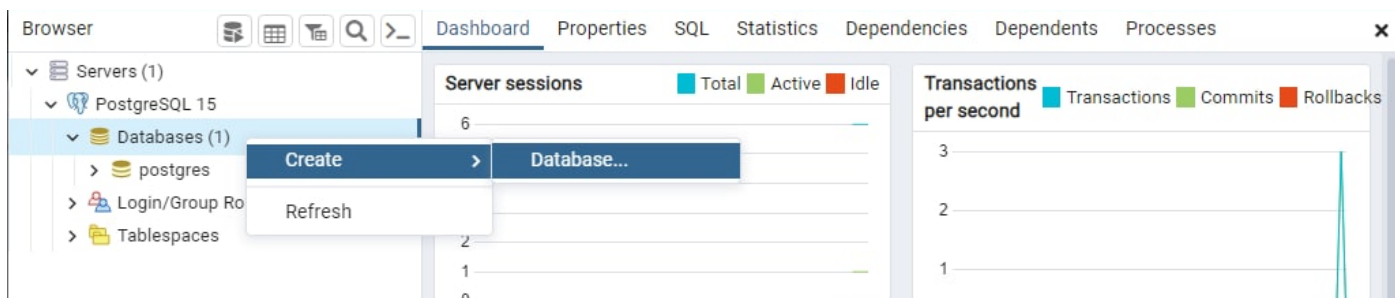 Browser
Dashboard Properties SQL Statistics Dependencies Dependents Processes
Servers (1)
PostgreSQL 15
Databases (1)
postgres
Login/Group Ro
Tablespaces
Create
Database...
Refresh
Server sessions
Total Active Idle
6
2
1
Transactions
per second
Transactions Commits Rollbacks
3
2
1